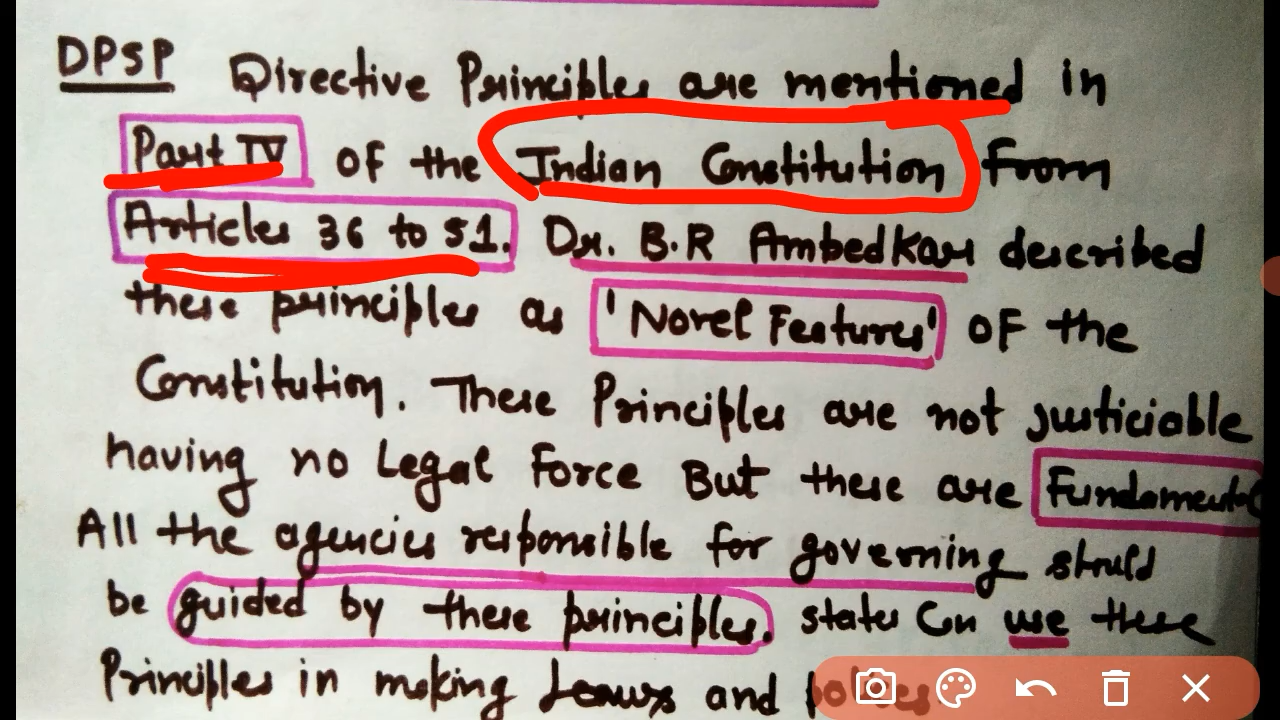 DPSP Directive Principles are mentioned in
Part IV of the Indian Constitution from
Articles 36 to 51. Dr. B.R Ambedkar described
these principles as 'Novel Features' of the
Constitution. These Principles are not justiciable
having no Legal Force But these are Fundamental
All the agencies responsible for governing should
be guided by these principles. states Can use these
Principles in making Laws and